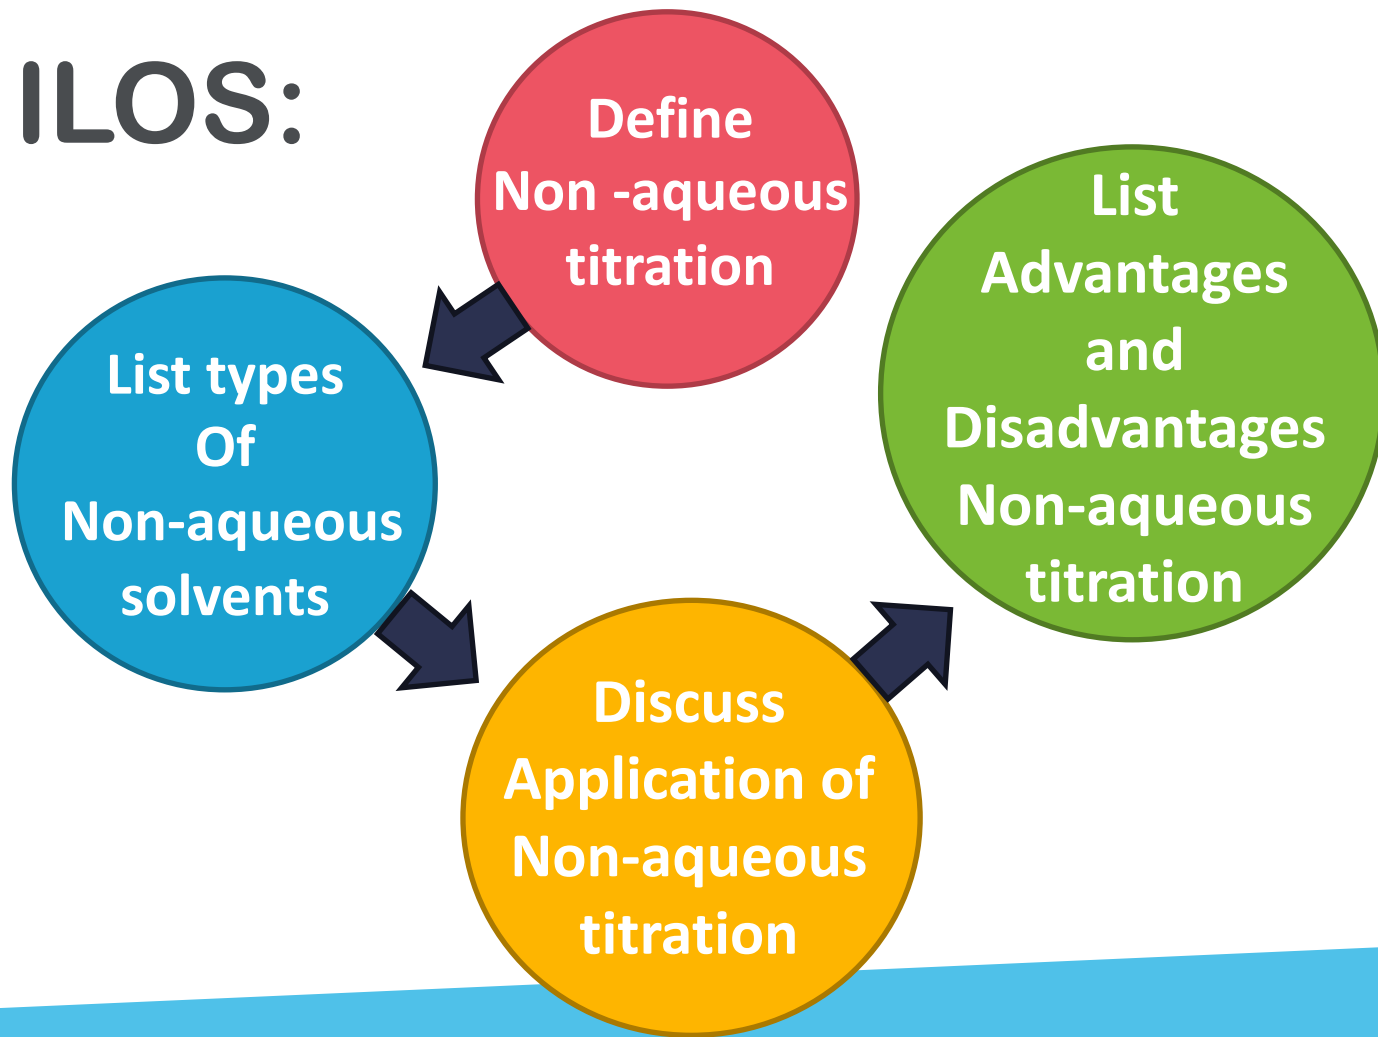 ILOS:
Define
Non -aqueous
titration
List types
Of
Non-aqueous
solvents
Discuss
Application of
Non-aqueous
titration
List
Advantages
and
Disadvantages
Non-aqueous
titration